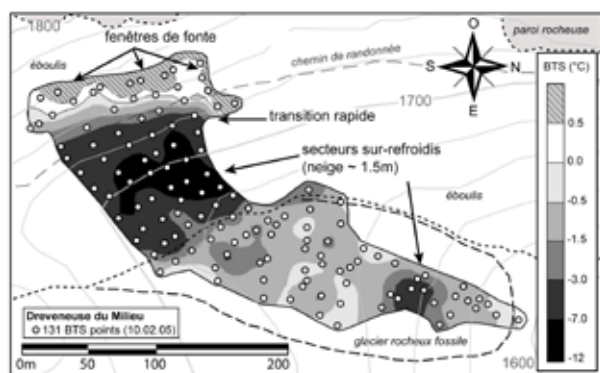 1800
fenêtres de fonte
éboulis
chemin de randonnée
paroi rocheuse
O
S
N
E
BTS (°C)
1700
transition rapide
secteurs sur-refroidis
(neige ~ 1.5m)
éboulis
0.5
0.0
-0.5
-1.5
-3.0
-7.0
-12
Dreveneuse du Milieu
131 BTS points (10.02.05)
0m 50 100 200
glacier rocheux fossile
1600